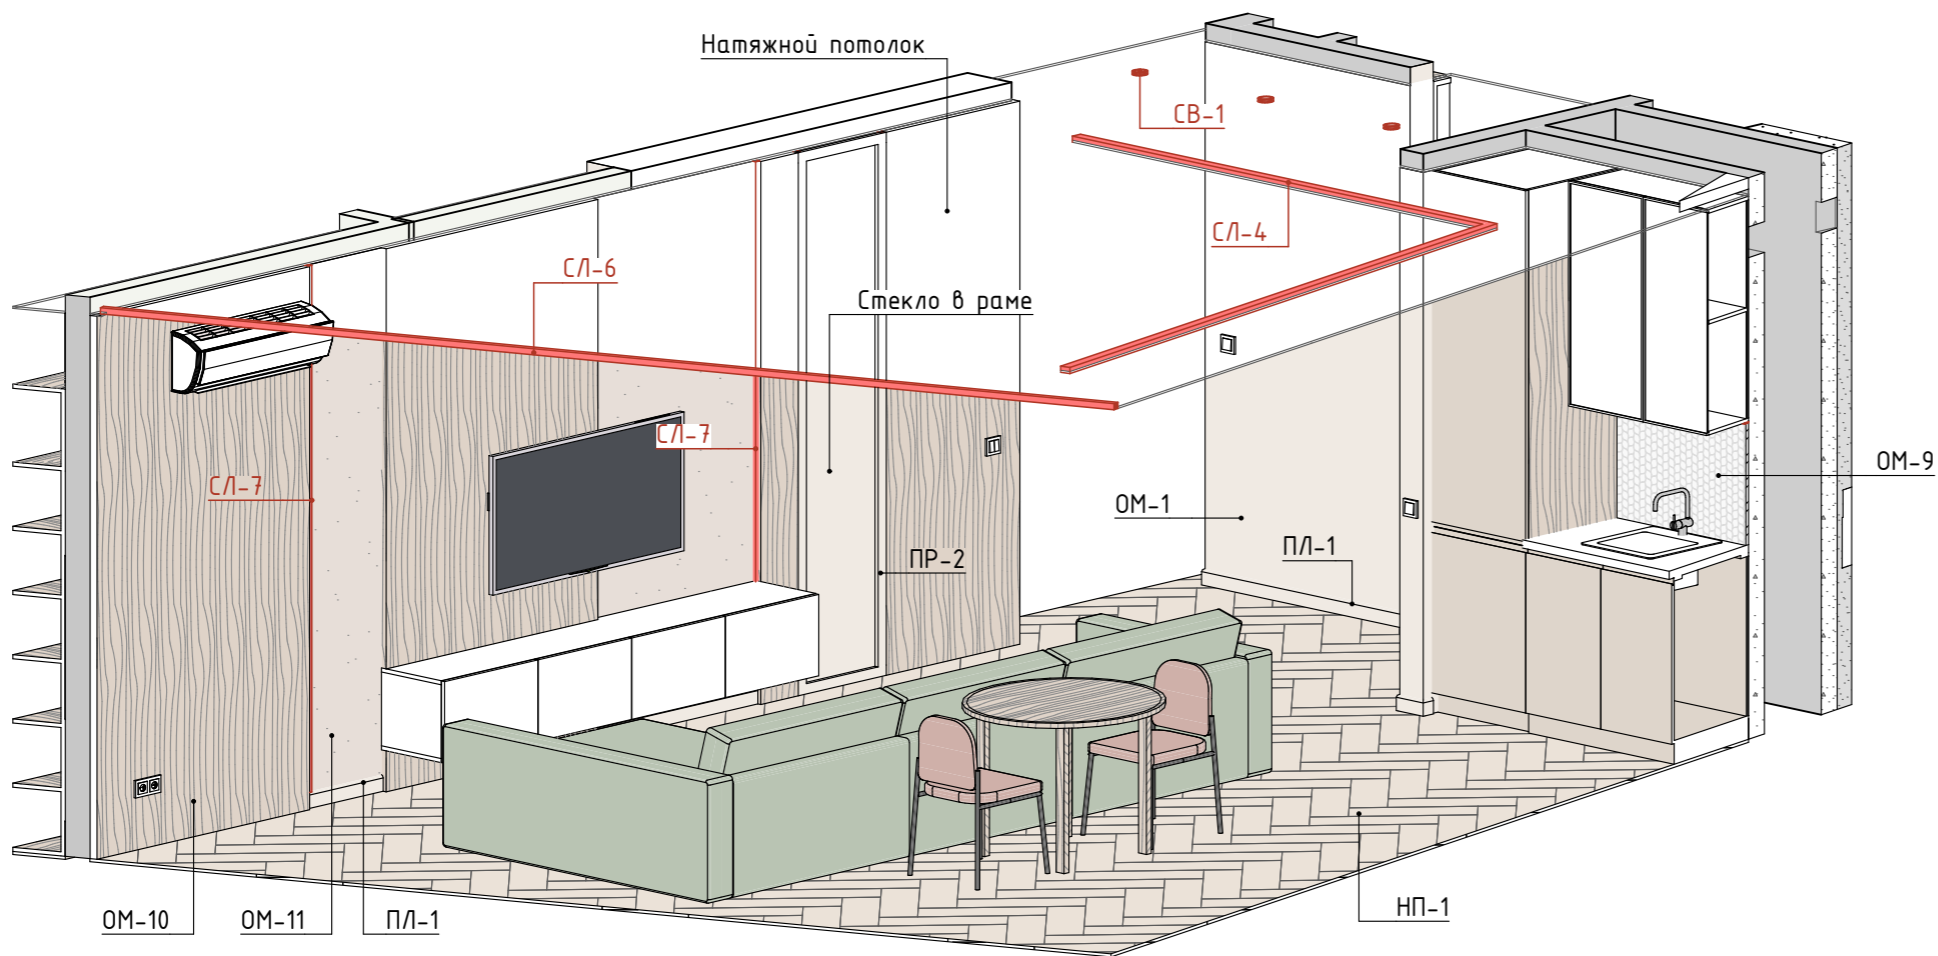 Натяжной потолок
СВ-1
СЛ-4
СЛ-6
Стекло в раме
СЛ-7
СЛ-7
ОМ-9
ОМ-1
ПЛ-1
ПР-2
ОМ-10
ОМ-11
ПЛ-1
НП-1